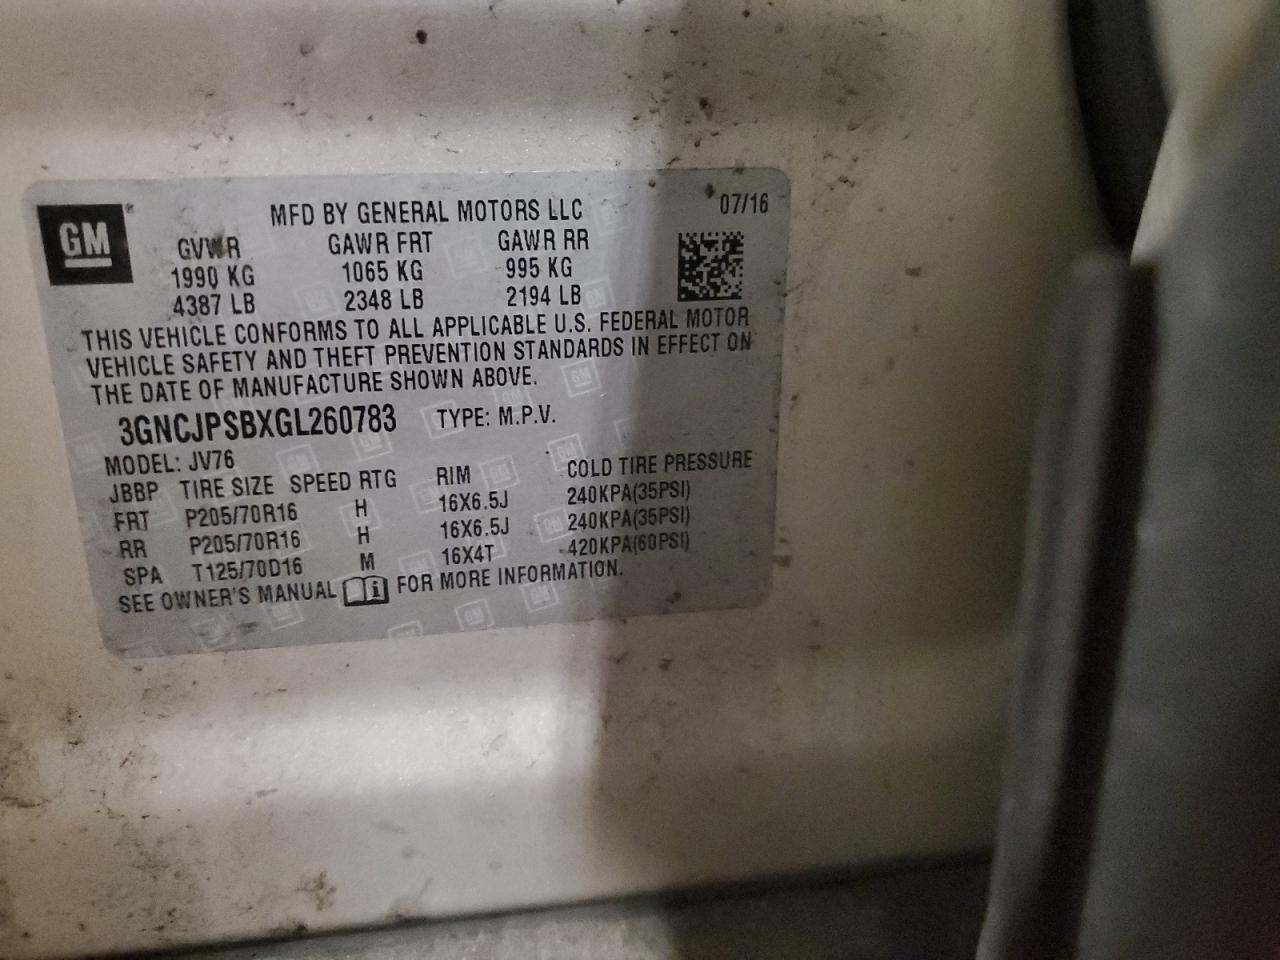 GM
MFD BY GENERAL MOTORS LLC 07/16
GVWR GAWR FRT GAWR RR
1990 KG 1065 KG 995 KG
4387 LB 2348 LB 2194 LB
THIS VEHICLE CONFORMS TO ALL APPLICABLE U.S. FEDERAL MOTOR
VEHICLE SAFETY AND THEFT PREVENTION STANDARDS IN EFFECT ON
THE DATE OF MANUFACTURE SHOWN ABOVE.
3GNCJPSBXGL260783 TYPE: M.P.V.
MODEL: JV76
JBBP TIRE SIZE SPEED RTG RIM COLD TIRE PRESSURE
FRT P205/70R16 H 16X6.5J 240KPA(35PSI)
RR P205/70R16 H 16X6.5J 240KPA(35PSI)
SPA T125/70D16 M 16X4T 420KPA(60PSI)
SEE OWNER'S MANUAL FOR MORE INFORMATION.